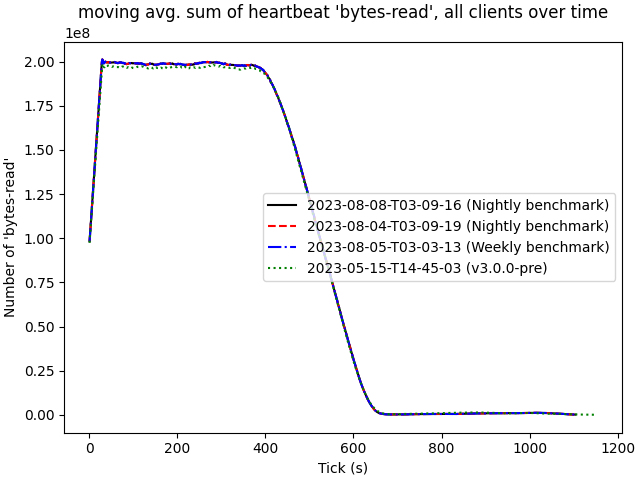 moving avg. sum of heartbeat 'bytes-read', all clients over time
1e8
2.00
1.75
1.50
1.25
1.00
0.75
0.50
0.25
0.00
Number of 'bytes-read'
2023-08-08-T03-09-16 (Nightly benchmark)
2023-08-04-T03-09-19 (Nightly benchmark)
2023-08-05-T03-03-13 (Weekly benchmark)
2023-05-15-T14-45-03 (v3.0.0-pre)
0 200 400 600 800 1000 1200
Tick (s)